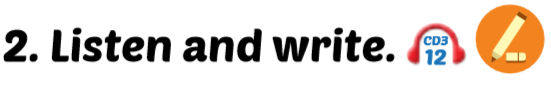 2. Listen and write.
CD3
12